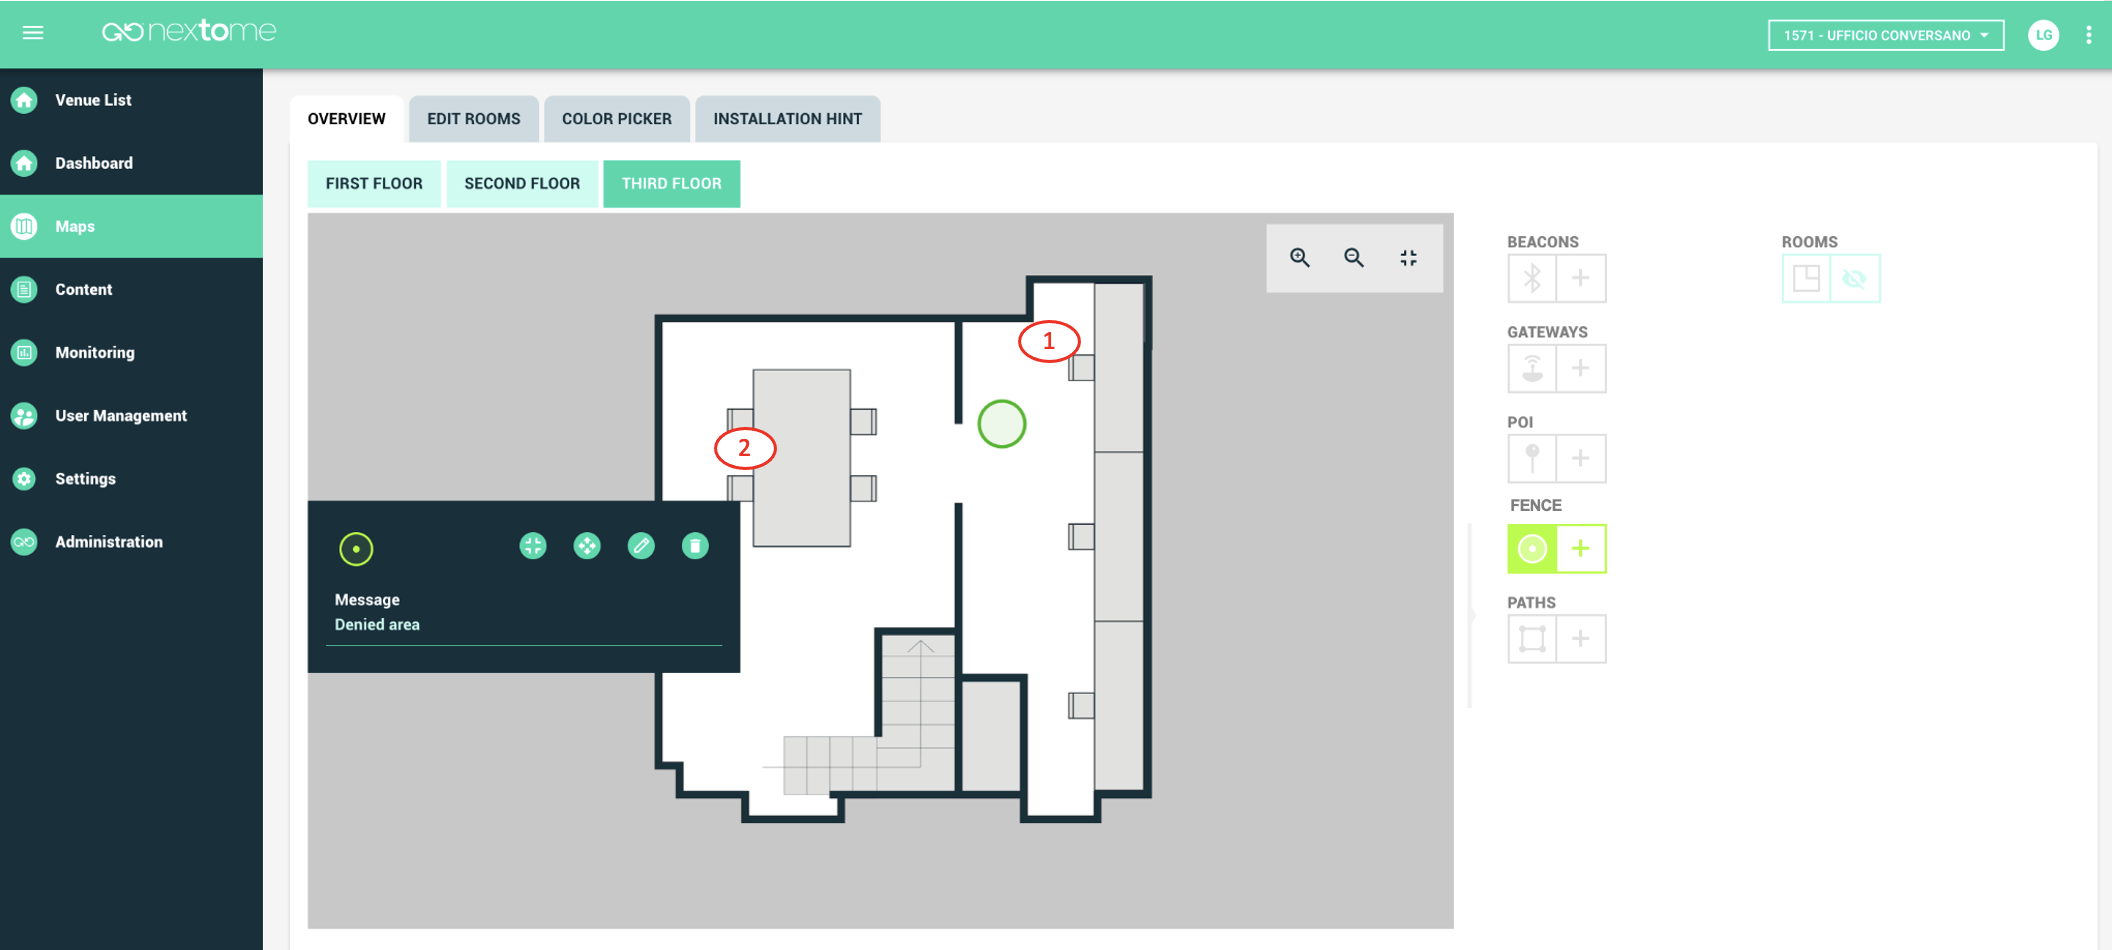 nextome
1571 - UFFICIO CONVERSANO
LG
Venue List
Dashboard
Maps
Content
Monitoring
User Management
Settings
Administration
OVERVIEW
EDIT ROOMS
COLOR PICKER
INSTALLATION HINT
FIRST FLOOR
SECOND FLOOR
THIRD FLOOR
1
2
Message
Denied area
BEACONS
ROOMS
GATEWAYS
POI
FENCE
PATHS